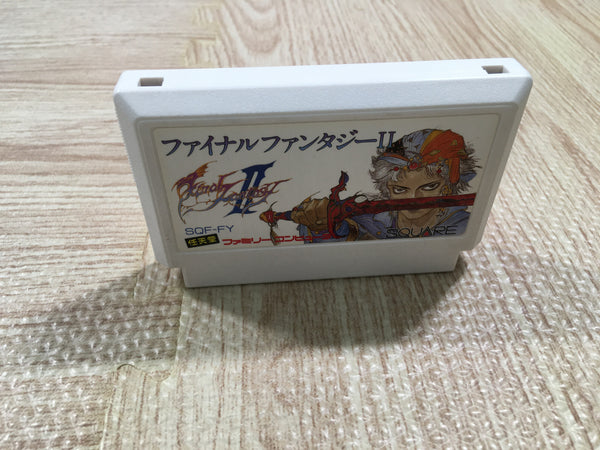 ファイナルファンタジーII
Final Fantasy II
SQF-FY
SQUARE
任天堂 ファミリーコンピュータ